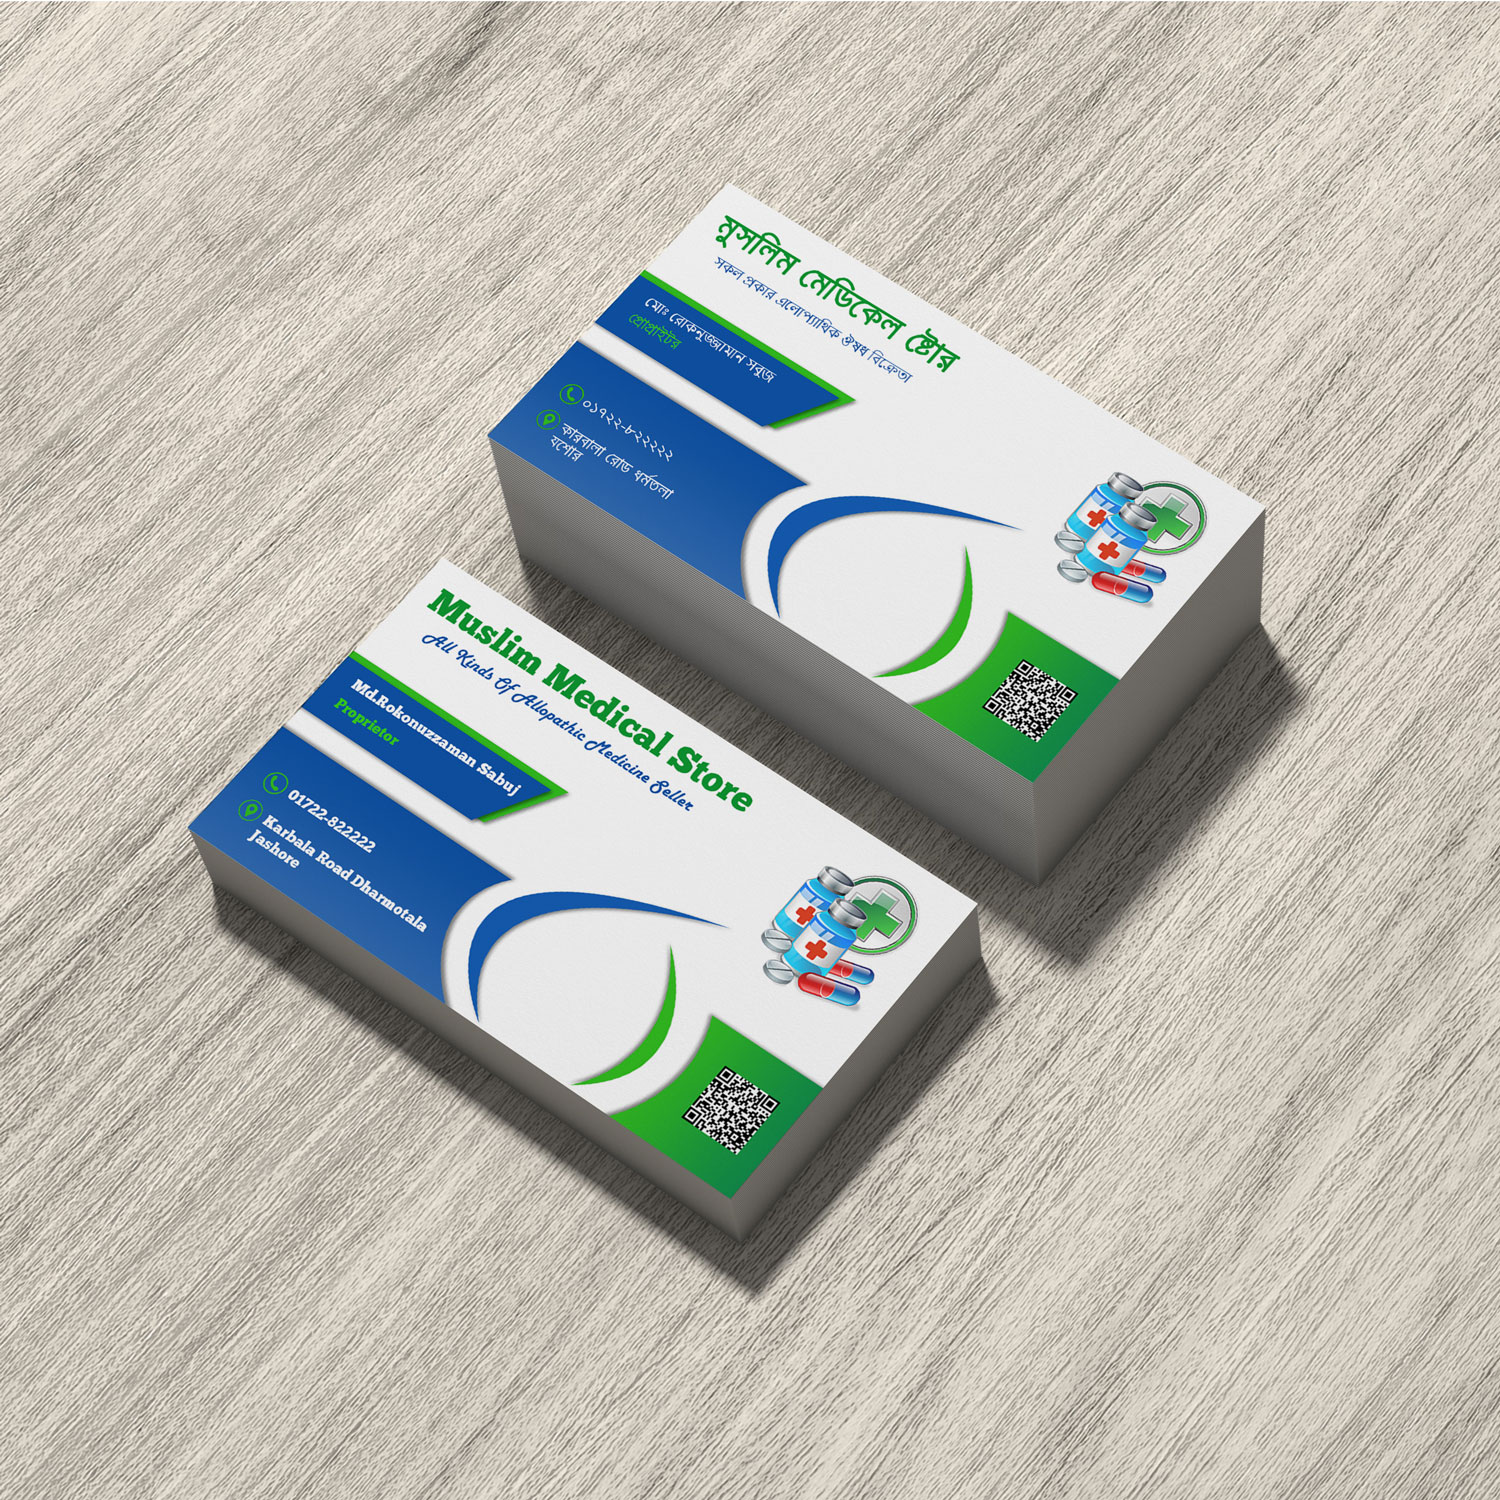 মুসলিম মেডিকেল ষ্টোর
সকল প্রকার এলোপ্যাথিক ঔষধ বিক্রেতা
মোঃ রোকনুজ্জামান সবুজ
প্রোপ্রাইটর
০১৭২২-৮২২২২২
কারবালা রোড ধর্মতলা
যশোর
Muslim Medical Store
All Kinds Of Allopathic Medicine Seller
Md.Rokonuzzaman Sabuj
Proprietor
01722-822222
Karbala Road Dharmotala
Jashore